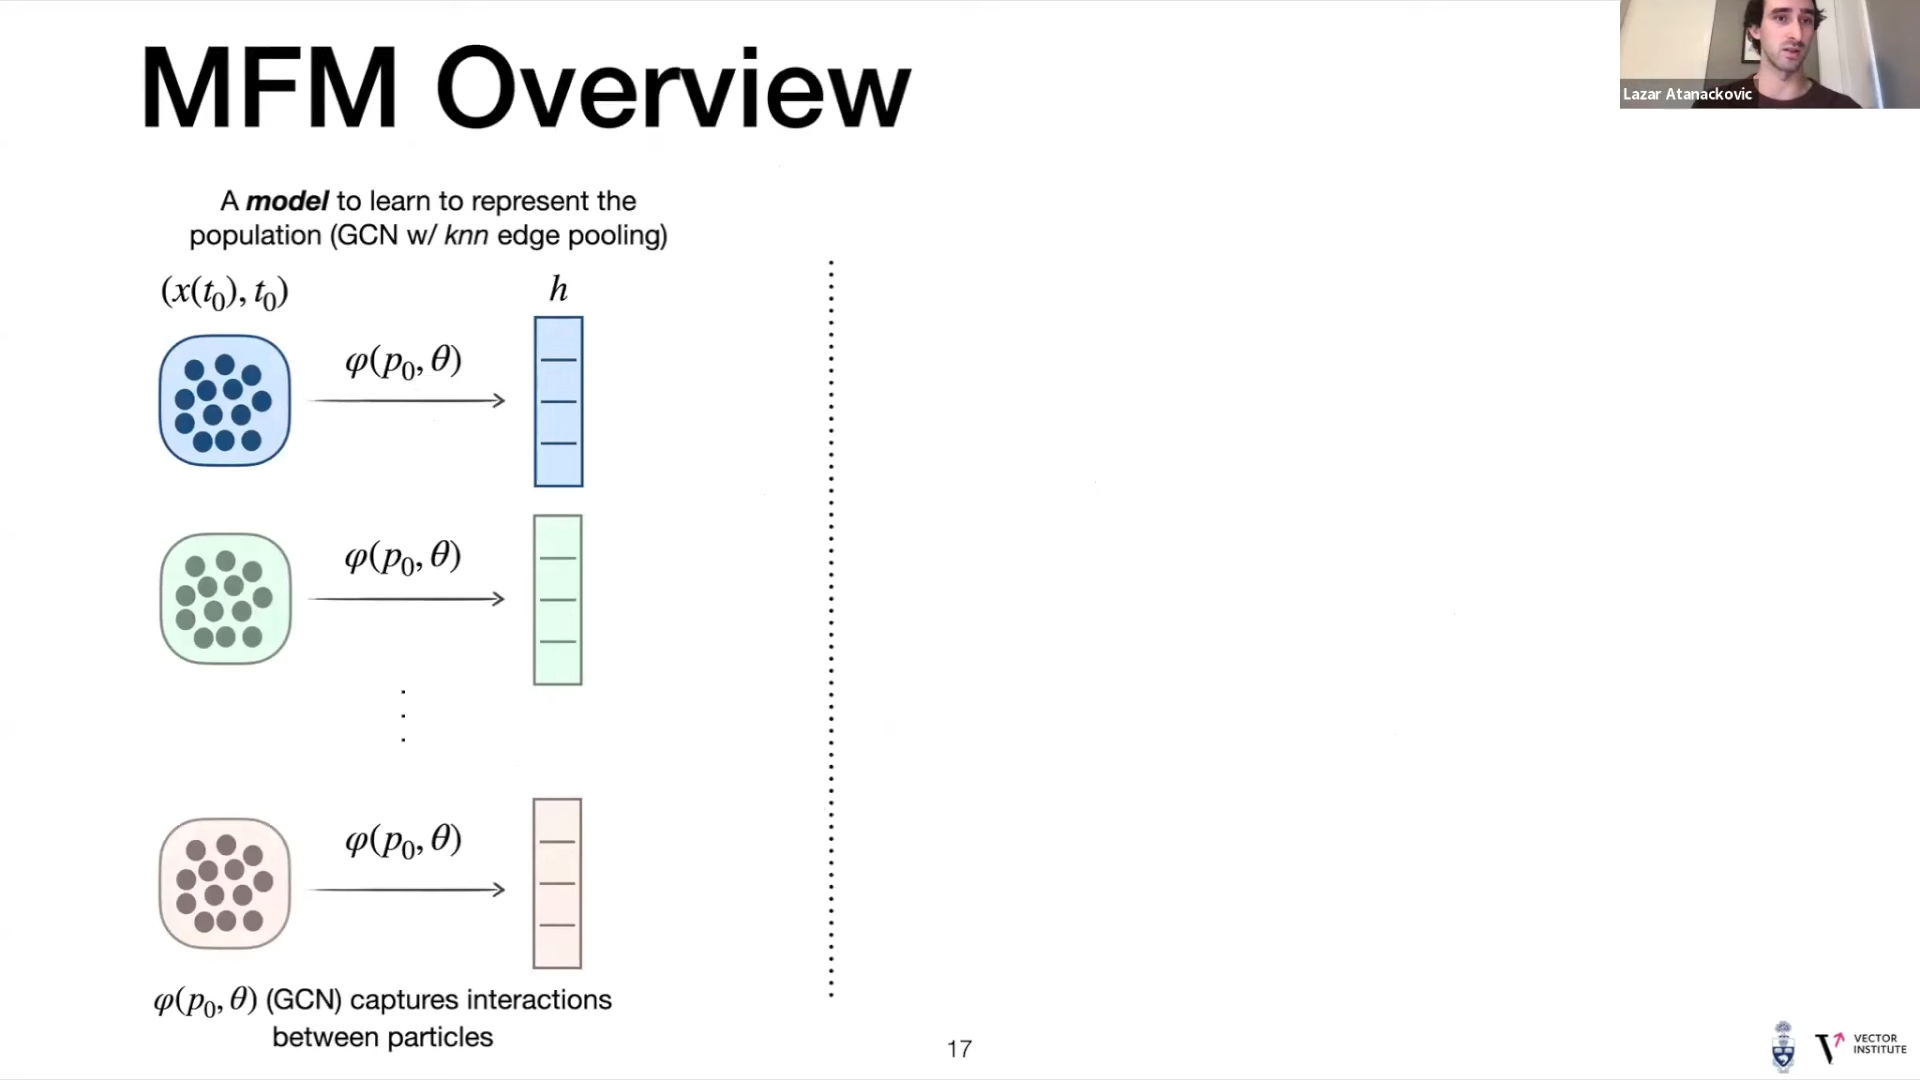 MFM Overview
Lazar Atanackovic
A model to learn to represent the
population (GCN w/ knn edge pooling)
(x(t₀), t₀)
h
φ(p₀, θ)
φ(p₀, θ)
φ(p₀, θ)
φ(p₀, θ) (GCN) captures interactions
between particles
17
VECTOR
INSTITUTE